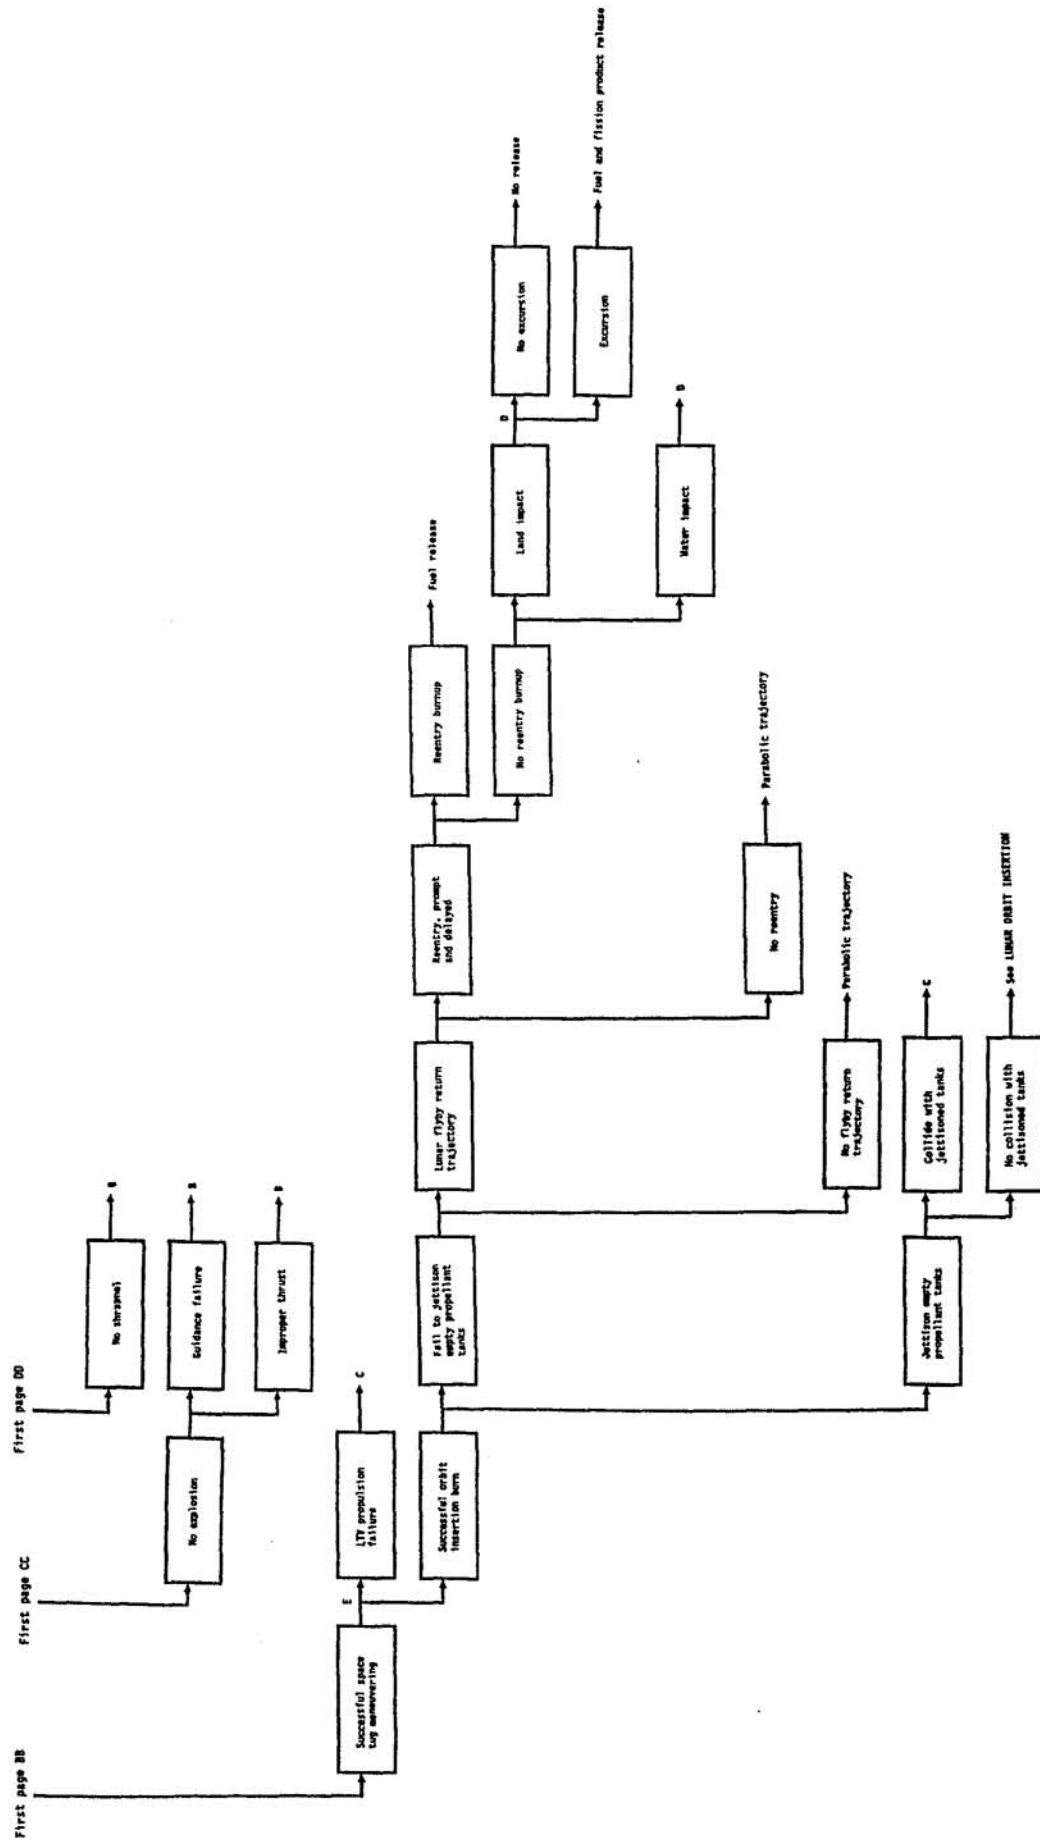 First page BB
First page CC
First page DD
No shrapnel
No explosion
Guidance failure
B
Improper thrust
Successful space
tug maneuvering
E
LTV propulsion
failure
C
Successful orbit
insertion burn
Fail to jettison
empty propellant
tanks
Lunar flyby return
trajectory
Reentry, prompt
and delayed
Reentry burnup
Fuel release
No reentry burnup
Land impact
D
No excursion
No release
Excursion
Fuel and fission product release
Water impact
D
No reentry
Parabolic trajectory
No flyby return
trajectory
Parabolic trajectory
Jettison empty
propellant tanks
Collide with
jettisoned tanks
No collision with
jettisoned tanks
See LUNAR ORBIT INSERTION